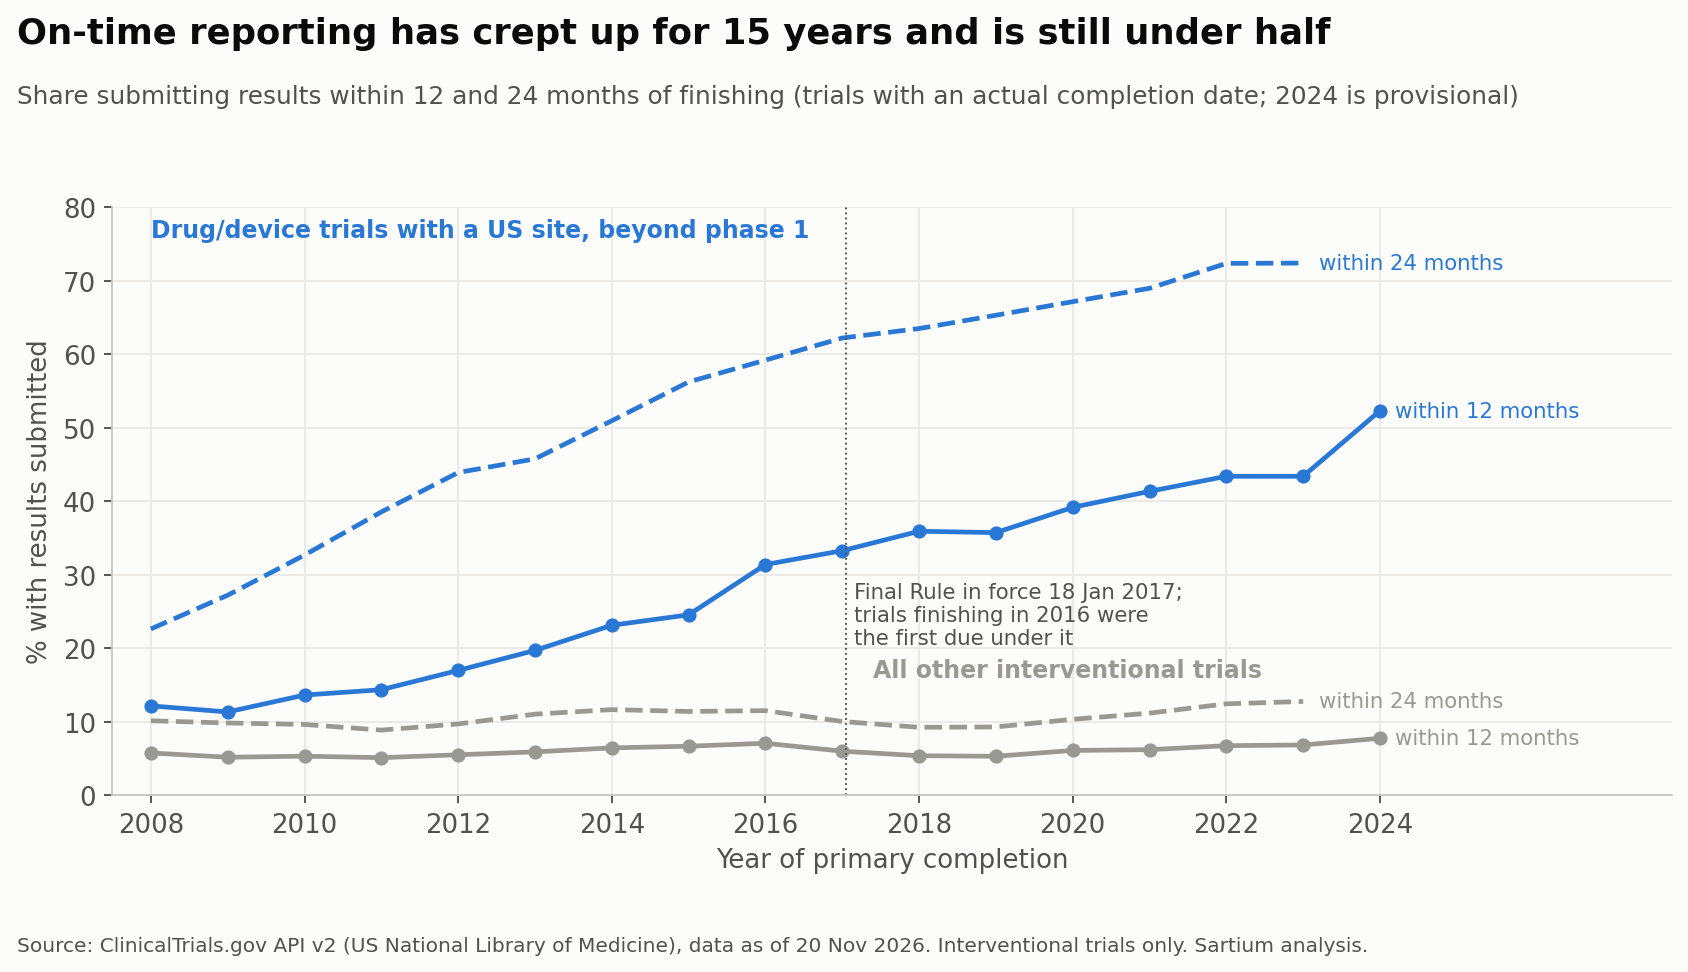 On-time reporting has crept up for 15 years and is still under half
Share submitting results within 12 and 24 months of finishing (trials with an actual completion date; 2024 is provisional)
Drug/device trials with a US site, beyond phase 1
within 24 months
within 12 months
Final Rule in force 18 Jan 2017;
trials finishing in 2016 were
the first due under it
All other interventional trials
within 24 months
within 12 months
% with results submitted
80
70
60
50
40
30
20
10
0
2008 2010 2012 2014 2016 2018 2020 2022 2024
Year of primary completion
Source: ClinicalTrials.gov API v2 (US National Library of Medicine), data as of 20 Nov 2026. Interventional trials only. Sartium analysis.